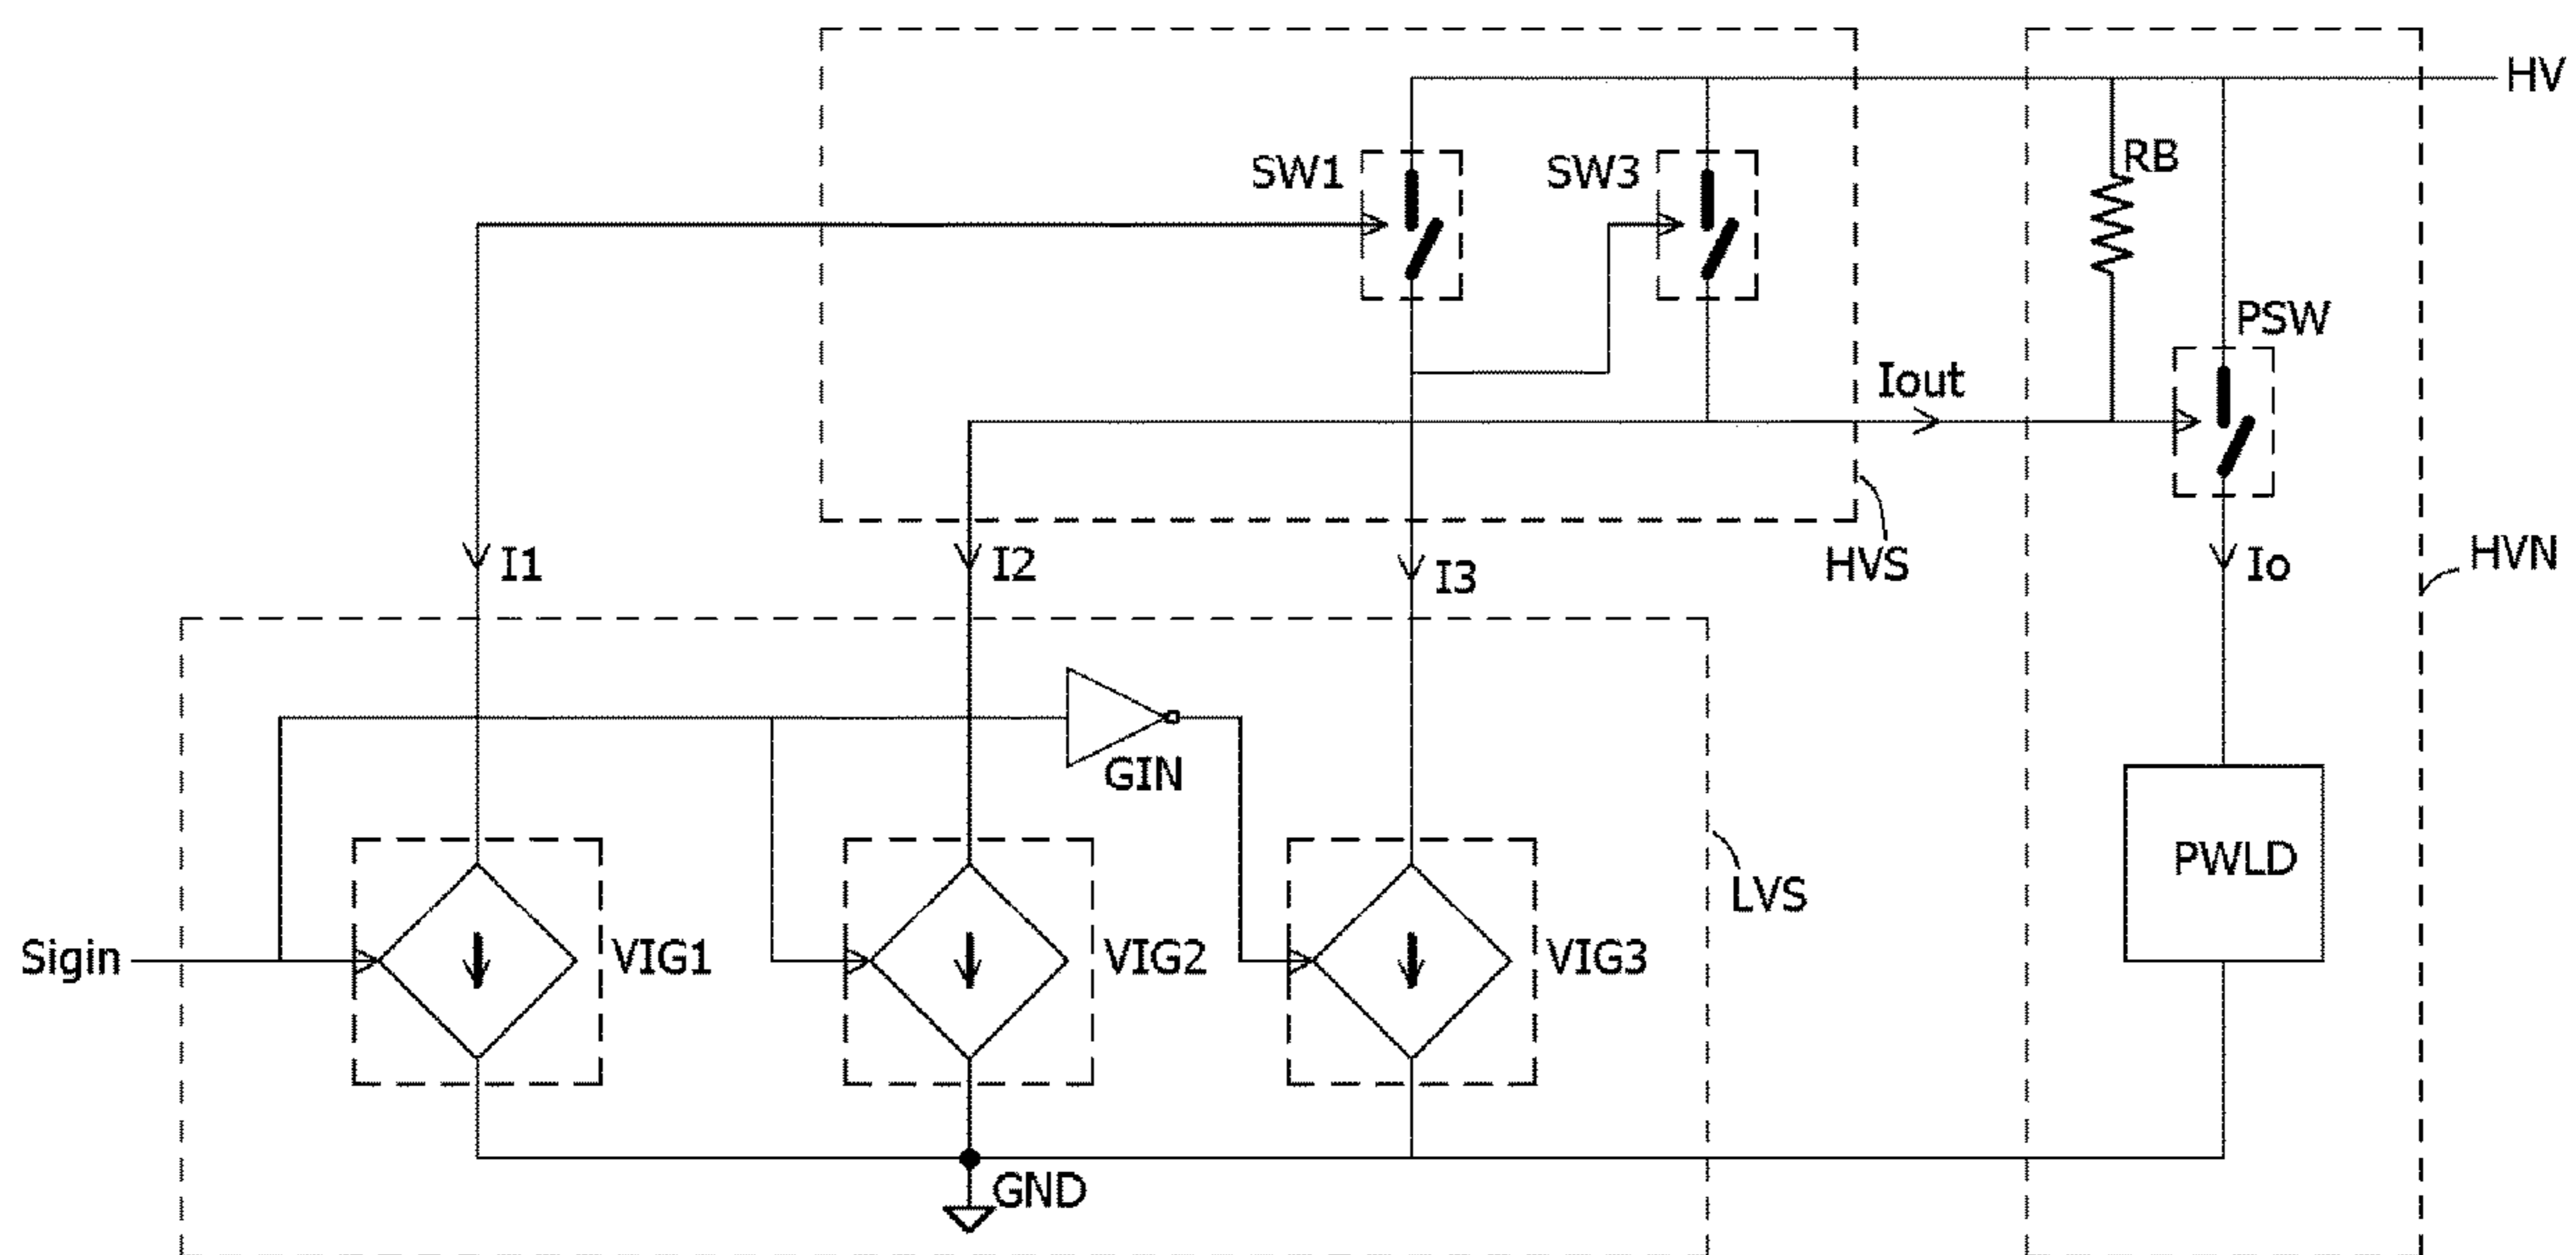 HV
RB
SW1
SW3
PSW
Iout
I1
I2
I3
HVS
Io
HVN
GIN
PWLD
LVS
Sigin
VIG1
VIG2
VIG3
GND